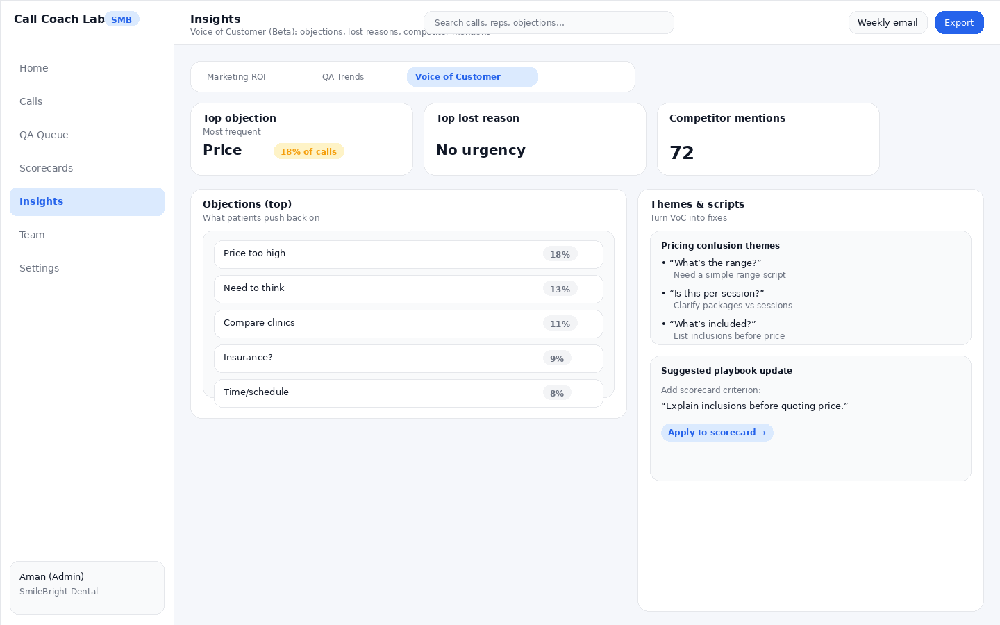 Call Coach Lab SMB
Home
Calls
QA Queue
Scorecards
Insights
Team
Settings
Aman (Admin)
SmileBright Dental
Insights
Voice of Customer (Beta): objections, lost reasons, competitor mentions
Search calls, reps, objections...
Weekly email
Export
Marketing ROI
QA Trends
Voice of Customer
Top objection
Most frequent
Price
18% of calls
Top lost reason
No urgency
Competitor mentions
72
Objections (top)
What patients push back on
Price too high 18%
Need to think 13%
Compare clinics 11%
Insurance? 9%
Time/schedule 8%
Themes & scripts
Turn VoC into fixes
Pricing confusion themes
• “What’s the range?”
Need a simple range script
• “Is this per session?”
Clarify packages vs sessions
• “What’s included?”
List inclusions before price
Suggested playbook update
Add scorecard criterion:
“Explain inclusions before quoting price.”
Apply to scorecard →